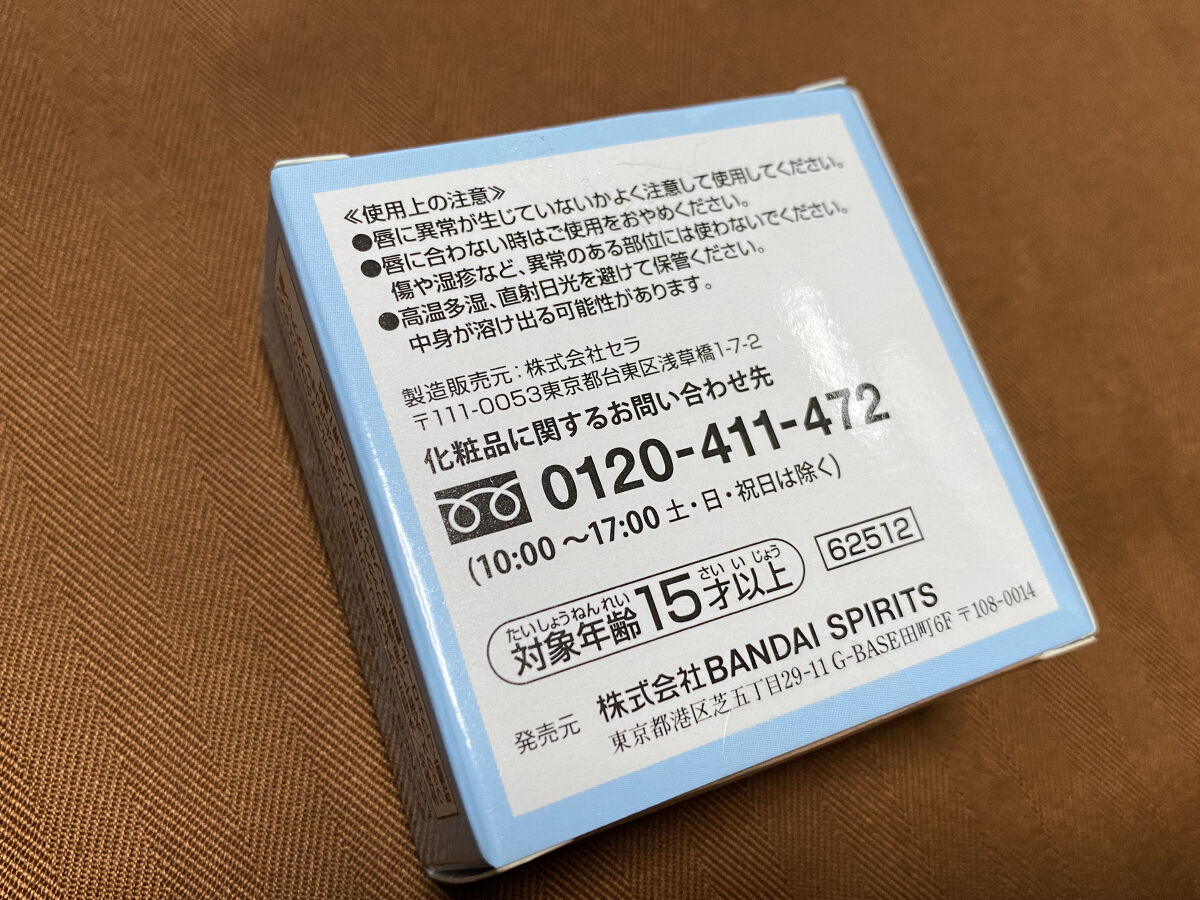 ≪使用上の注意≫
●唇に異常が生じていないかよく注意して使用してください。
●唇に合わない時はご使用をおやめください。
傷や湿疹など、異常のある部位には使わないでください。
●高温多湿、直射日光を避けて保管ください。
中身が溶け出る可能性があります。
製造販売元:株式会社セラ
〒111-0053東京都台東区浅草橋1-7-2
化粧品に関するお問い合わせ先
0120-411-472
(10:00～17:00 土・日・祝日は除く)
たいしょうねんれい さい いじょう
対象年齢15才以上
62512
発売元 株式会社BANDAI SPIRITS
東京都港区芝五丁目29-11 G-BASE田町6F 〒108-0014